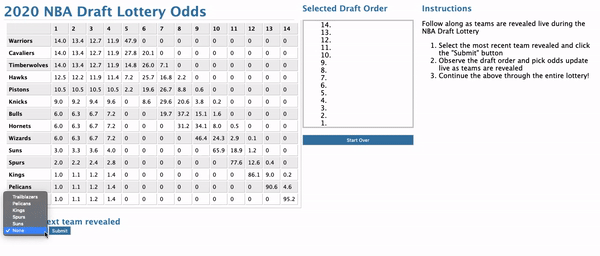 2020 NBA Draft Lottery Odds
1 2 3 4 5 6 7 8 9 10 11 12 13 14
Warriors 14.0 13.4 12.7 11.9 47.9 0 0 0 0 0 0 0 0 0
Cavaliers 14.0 13.4 12.7 11.9 27.8 20.1 0 0 0 0 0 0 0 0
Timberwolves 14.0 13.4 12.7 11.9 14.8 26.0 7.1 0 0 0 0 0 0 0
Hawks 12.5 12.2 11.9 11.4 7.2 25.7 16.8 2.2 0 0 0 0 0 0
Pistons 10.5 10.5 10.5 10.5 2.2 19.6 26.7 8.8 0.6 0 0 0 0 0
Knicks 9.0 9.2 9.4 9.6 0 8.6 29.6 20.6 3.8 0.2 0 0 0 0
Bulls 6.0 6.3 6.7 7.2 0 0 19.7 37.2 15.1 1.6 0 0 0 0
Hornets 6.0 6.3 6.7 7.2 0 0 0 31.2 34.1 8.0 0.5 0 0 0
Wizards 6.0 6.3 6.7 7.2 0 0 0 0 46.4 24.3 2.9 0.1 0 0
Suns 3.0 3.3 3.6 4.0 0 0 0 0 0 65.9 18.9 1.2 0 0
Spurs 2.0 2.2 2.4 2.8 0 0 0 0 0 0 77.6 12.6 0.4 0
Kings 1.0 1.1 1.2 1.4 0 0 0 0 0 0 0 86.1 9.0 0.2
Pelicans 1.0 1.1 1.2 1.4 0 0 0 0 0 0 0 0 90.6 4.6
1.0 1.1 1.2 1.4 0 0 0 0 0 0 0 0 0 95.2
Trailblazers
Pelicans
Kings
Spurs
Suns
✓ None
ext team revealed
Submit
Selected Draft Order
14.
13.
12.
11.
10.
9.
8.
7.
6.
5.
4.
3.
2.
1.
Start Over
Instructions
Follow along as teams are revealed live during the
NBA Draft Lottery
1. Select the most recent team revealed and click
the "Submit" button
2. Observe the draft order and pick odds update
live as teams are revealed
3. Continue the above through the entire lottery!